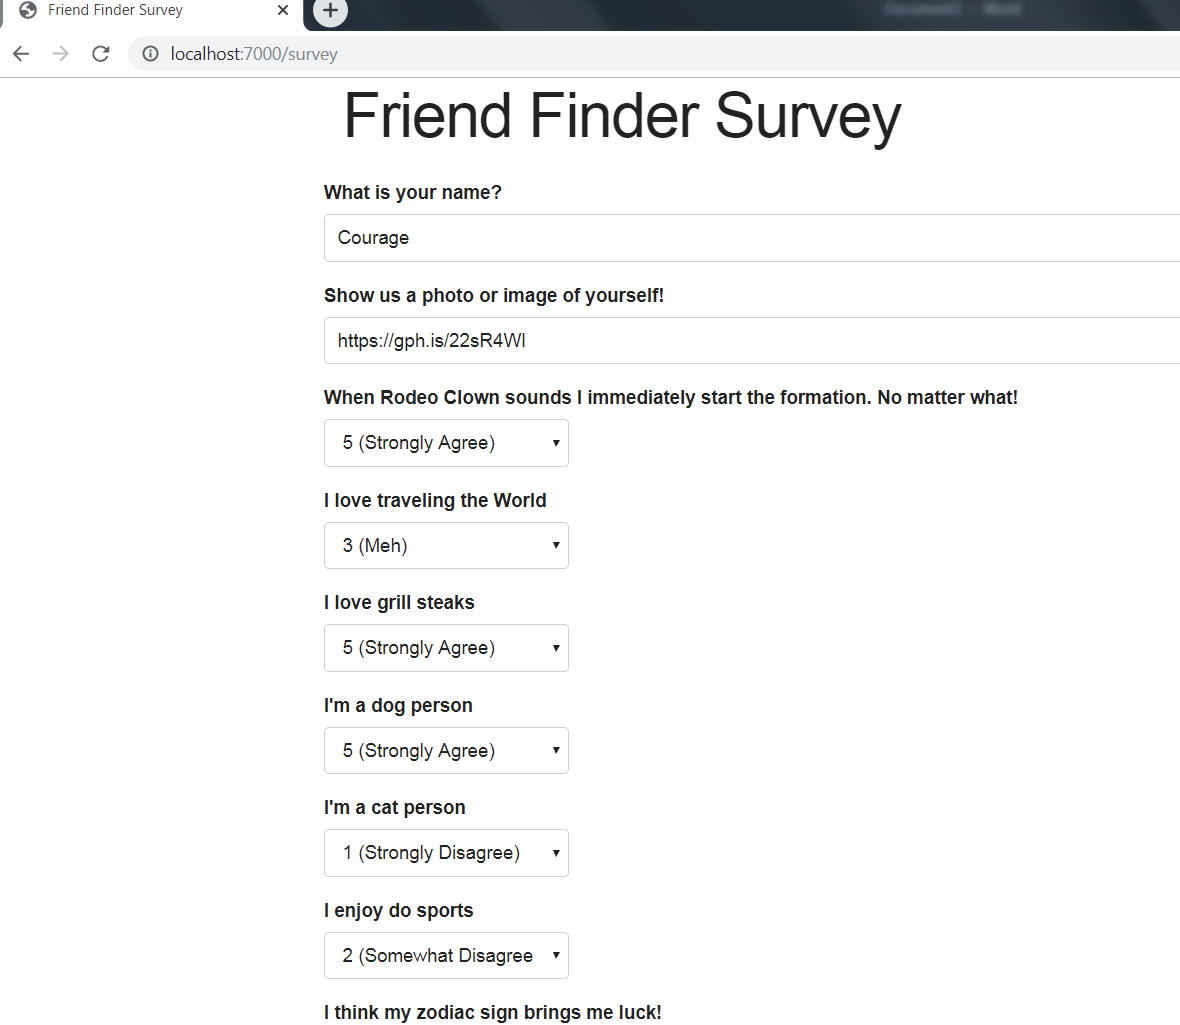 Friend Finder Survey
localhost:7000/survey
Friend Finder Survey
What is your name?
Courage
Show us a photo or image of yourself!
https://gph.is/22sR4Wl
When Rodeo Clown sounds I immediately start the formation. No matter what!
5 (Strongly Agree)
I love traveling the World
3 (Meh)
I love grill steaks
5 (Strongly Agree)
I'm a dog person
5 (Strongly Agree)
I'm a cat person
1 (Strongly Disagree)
I enjoy do sports
2 (Somewhat Disagree
I think my zodiac sign brings me luck!